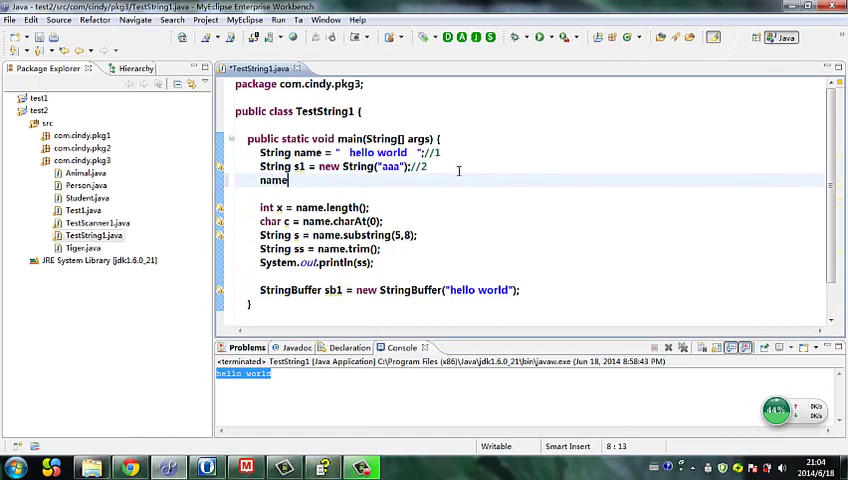 Java - test2/src/com/cindy/pkg3/TestString1.java - MyEclipse Enterprise Workbench
File Edit Source Refactor Navigate Search Project MyEclipse Run Ta Window Help
Java
Package Explorer Hierarchy
*TestString1.java
test1
test2
src
com.cindy.pkg1
com.cindy.pkg2
com.cindy.pkg3
Animal.java
Person.java
Student.java
Test1.java
TestScanner1.java
TestString1.java
Tiger.java
JRE System Library [jdk1.6.0_21]
package com.cindy.pkg3;
public class TestString1 {
public static void main(String[] args) {
String name = "  hello world  ";//1
String s1 = new String("aaa");//2
name
int x = name.length();
char c = name.charAt(0);
String s = name.substring(5,8);
String ss = name.trim();
System.out.println(ss);
StringBuffer sb1 = new StringBuffer("hello world");
}
Problems Javadoc Declaration Console
<terminated> TestString1 [Java Application] C:\Program Files (x86)\Java\jdk1.6.0_21\bin\javaw.exe (Jun 18, 2014 8:58:43 PM)
hello world
44%
0K/s
0K/s
Writable Smart Insert 8 : 13
21:04
2014/6/18